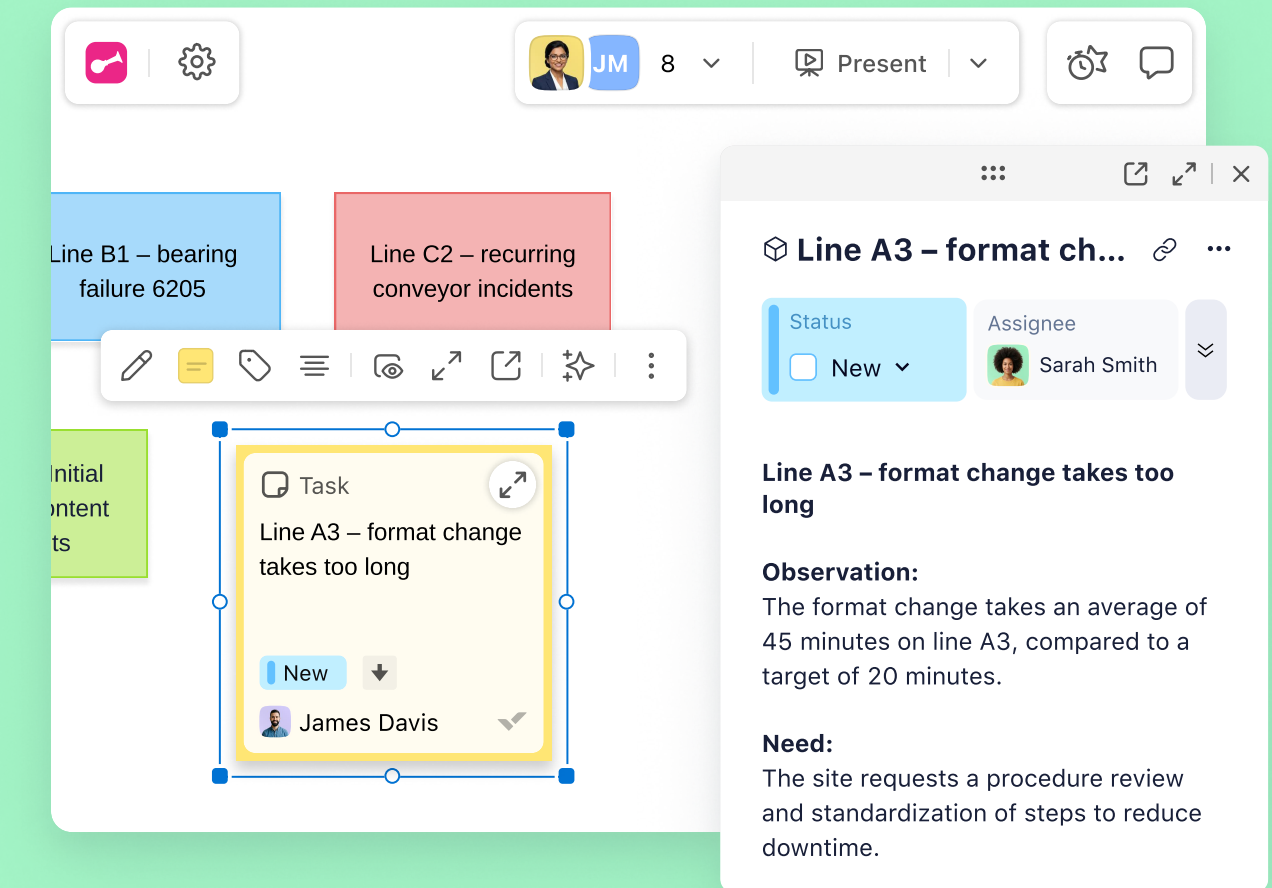 JM
8
Present
Line B1 – bearing
failure 6205
Line C2 – recurring
conveyor incidents
ts
Task
Line A3 – format change
takes too long
New
James Davis
Line A3 – format ch...
Status
New
Assignee
Sarah Smith
Line A3 – format change takes too
long
Observation:
The format change takes an average of
45 minutes on line A3, compared to a
target of 20 minutes.
Need:
The site requests a procedure review
and standardization of steps to reduce
downtime.